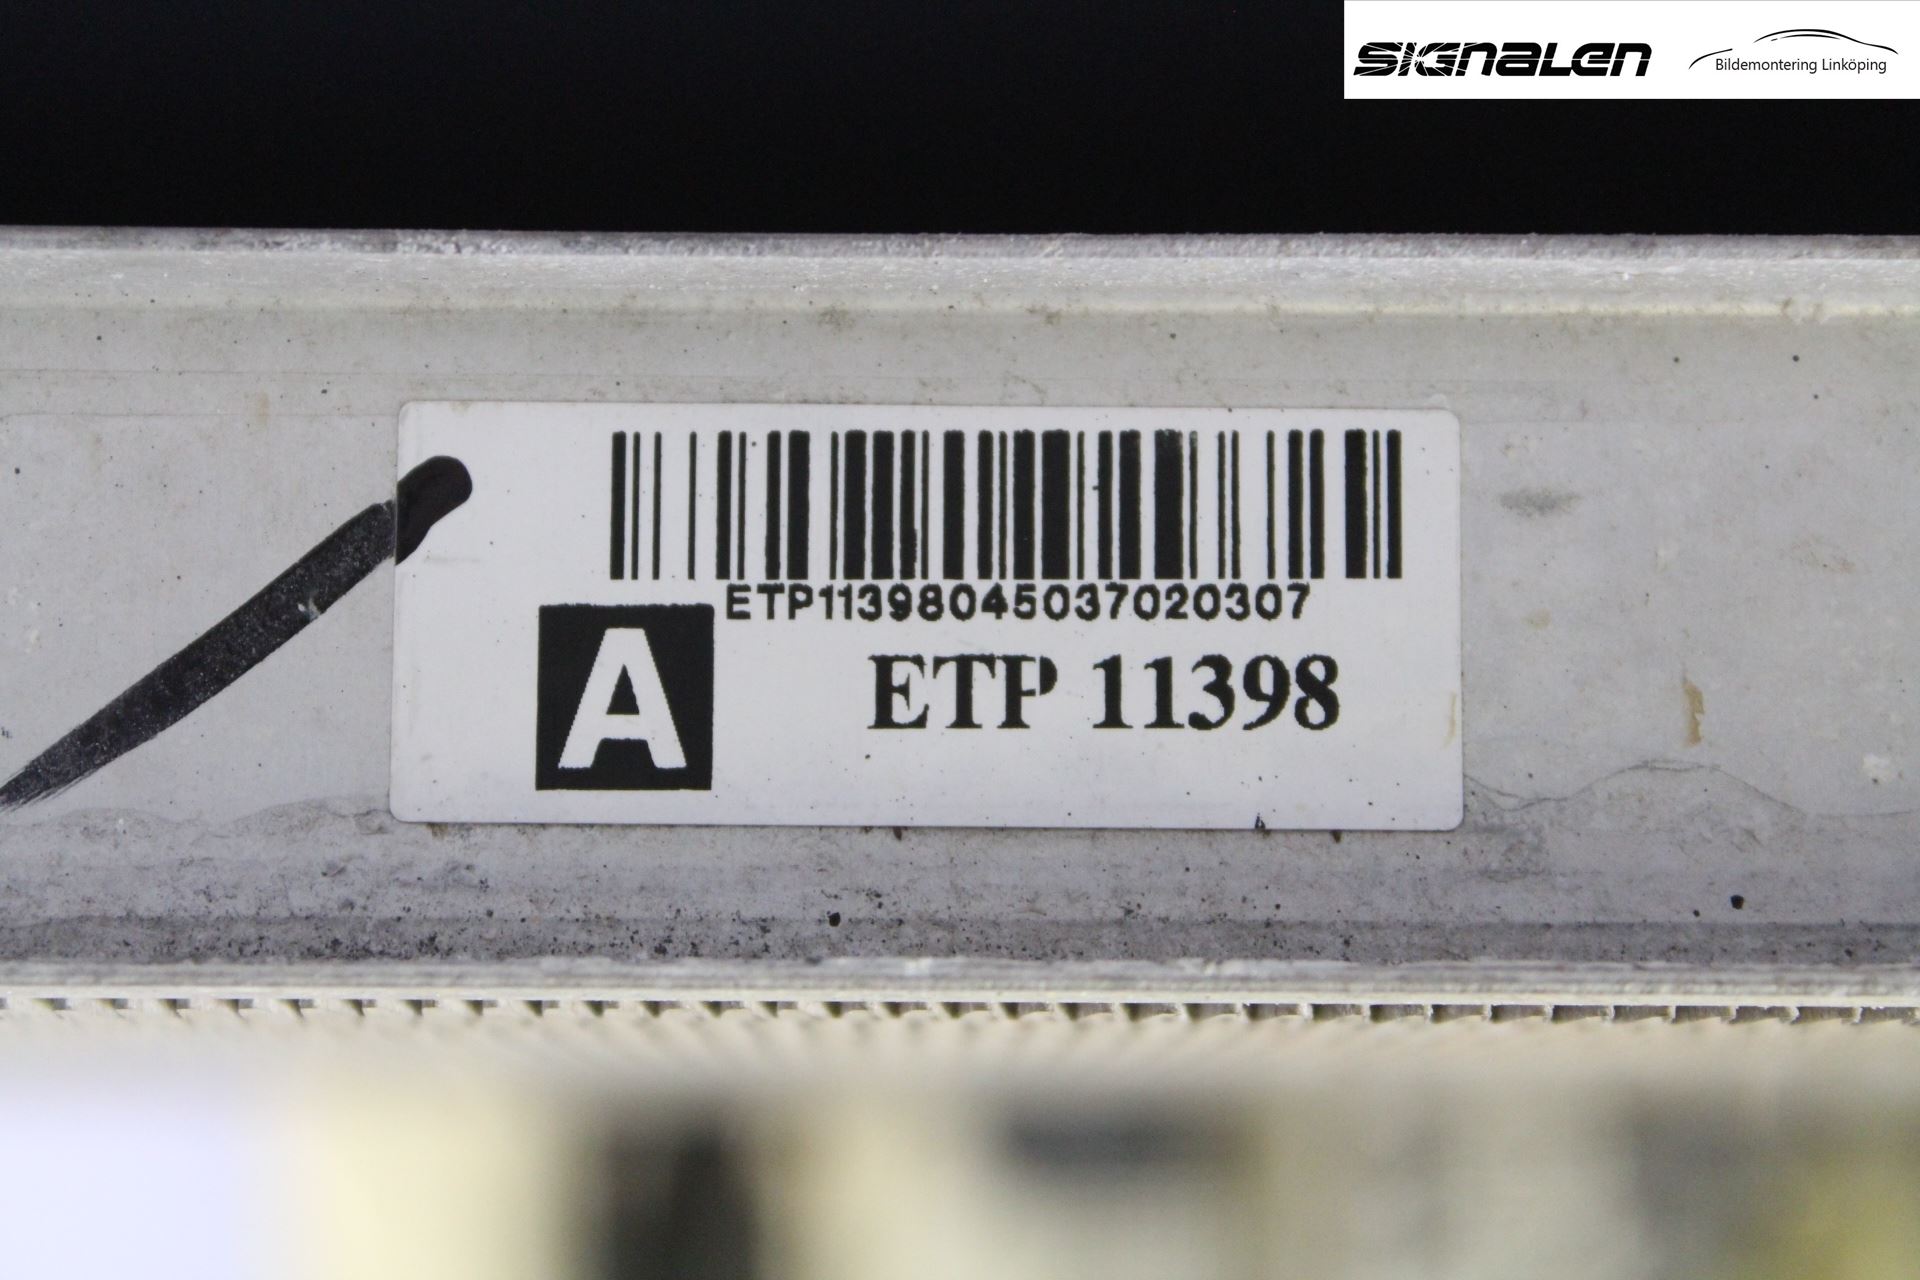 SIGNALEN
Bildemontering Linköping
ETP11398045037020307
A
ETP 11398